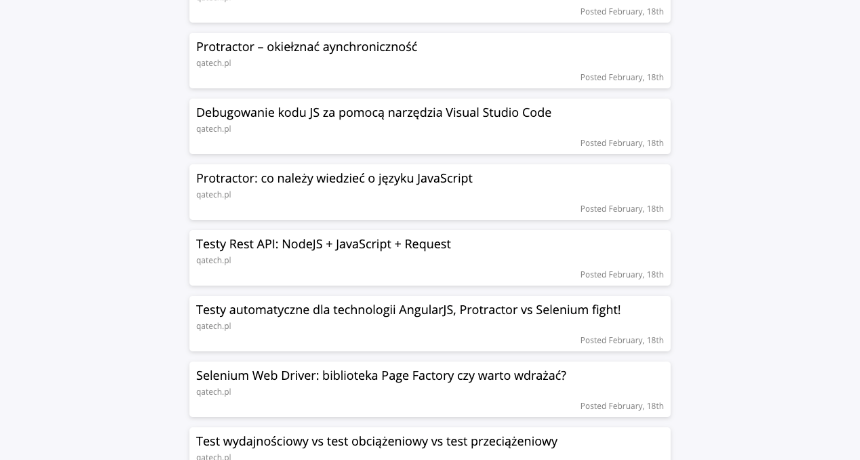 Posted February, 18th
Protractor – okiełznać aynchroniczność
qatech.pl
Posted February, 18th
Debugowanie kodu JS za pomocą narzędzia Visual Studio Code
qatech.pl
Posted February, 18th
Protractor: co należy wiedzieć o języku JavaScript
qatech.pl
Posted February, 18th
Testy Rest API: NodeJS + JavaScript + Request
qatech.pl
Posted February, 18th
Testy automatyczne dla technologii AngularJS, Protractor vs Selenium fight!
qatech.pl
Posted February, 18th
Selenium Web Driver: biblioteka Page Factory czy warto wdrażać?
qatech.pl
Posted February, 18th
Test wydajnościowy vs test obciążeniowy vs test przeciążeniowy
qatech.pl